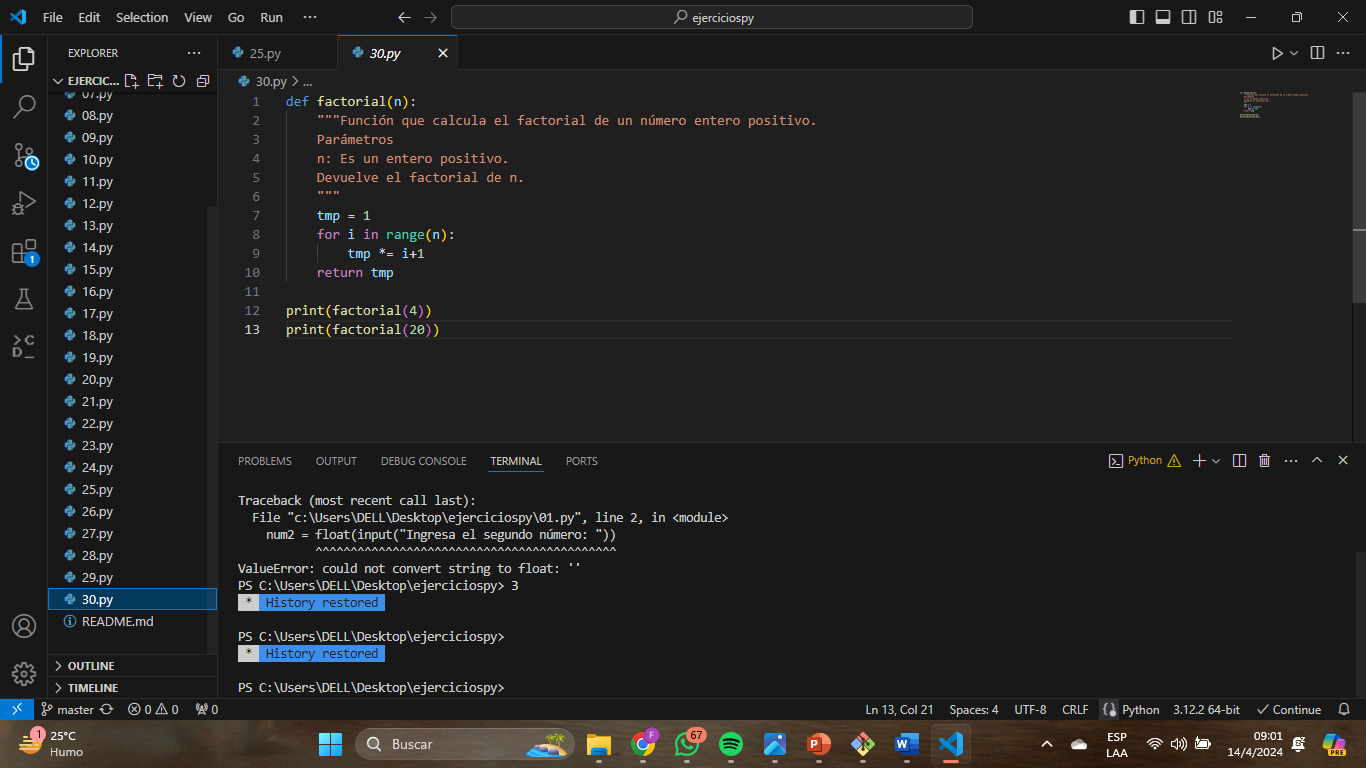 File Edit Selection View Go Run ··· ejerciciospy
EXPLORER ···
25.py 30.py
EJERCIC...
30.py > ...
07.py
08.py
09.py
10.py
11.py
12.py
13.py
14.py
15.py
16.py
17.py
18.py
19.py
20.py
21.py
22.py
23.py
24.py
25.py
26.py
27.py
28.py
29.py
30.py
README.md
OUTLINE
TIMELINE
1 def factorial(n):
2 """Función que calcula el factorial de un número entero positivo.
3 Parámetros
4 n: Es un entero positivo.
5 Devuelve el factorial de n.
6 """
7 tmp = 1
8 for i in range(n):
9 tmp *= i+1
10 return tmp
11
12 print(factorial(4))
13 print(factorial(20))
PROBLEMS OUTPUT DEBUG CONSOLE TERMINAL PORTS Python
Traceback (most recent call last):
File "c:\Users\DELL\Desktop\ejerciciospy\01.py", line 2, in <module>
num2 = float(input("Ingresa el segundo número: "))
^^^^^^^^^^^^^^^^^^^^^^^^^^^^^^^^^^^^^^^
ValueError: could not convert string to float: ''
PS C:\Users\DELL\Desktop\ejerciciospy> 3
* History restored
PS C:\Users\DELL\Desktop\ejerciciospy>
* History restored
PS C:\Users\DELL\Desktop\ejerciciospy>
master 0 0 0 Ln 13, Col 21 Spaces: 4 UTF-8 CRLF Python 3.12.2 64-bit Continue
1 25°C
Humo
Buscar
F
67
ESP
LAA
09:01
14/4/2024
PRE